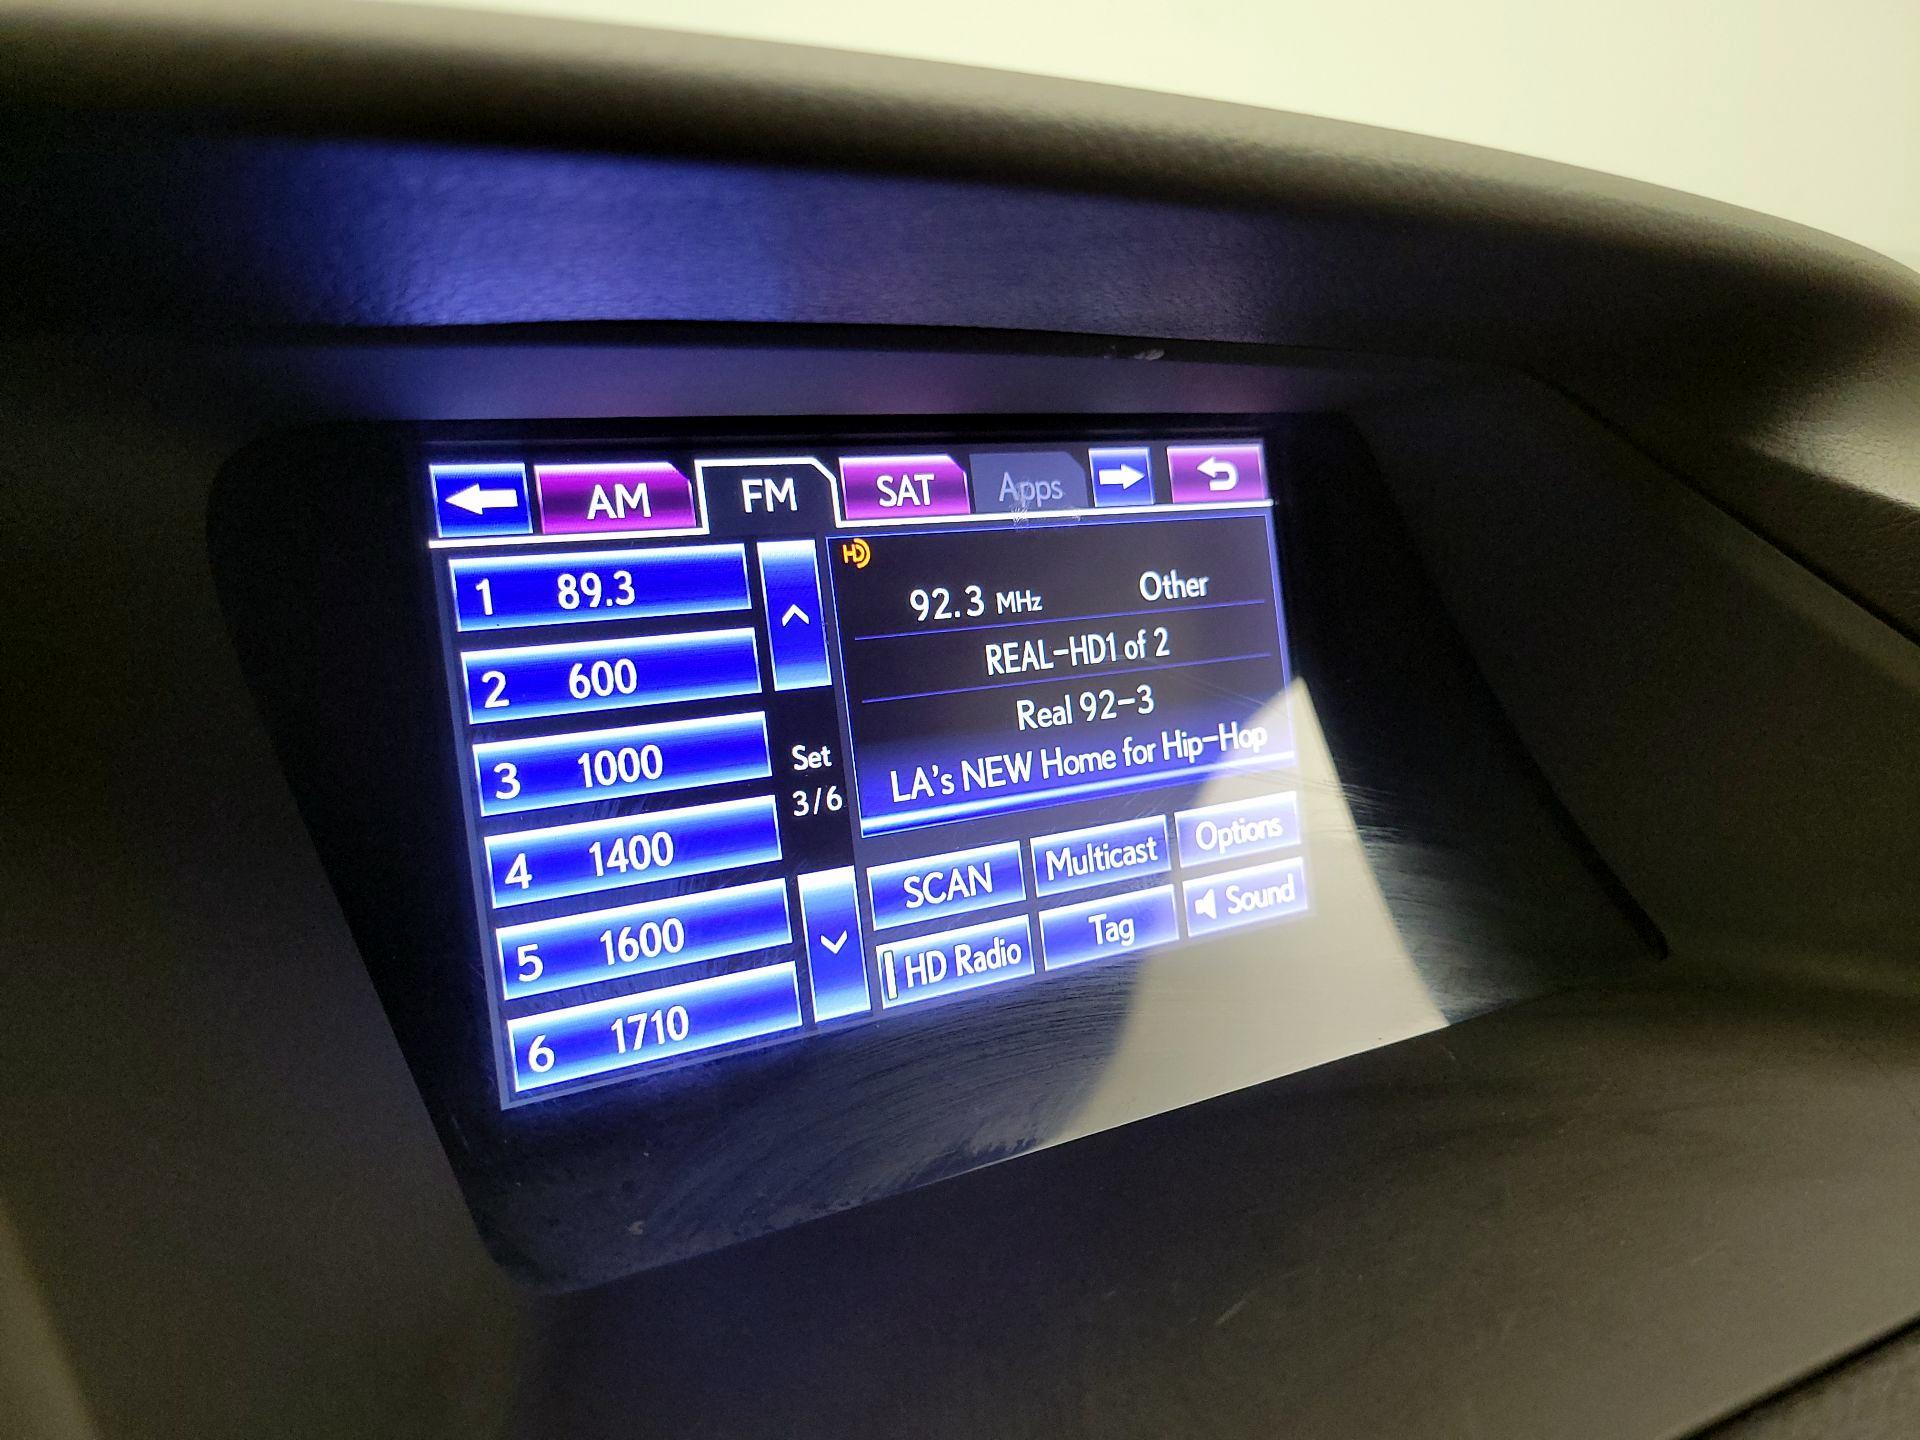 AM FM SAT Apps
HD
1 89.3
2 600
3 1000
4 1400
5 1600
6 1710
Set
3/6
92.3 MHz Other
REAL-HD1 of 2
Real 92-3
LA's NEW Home for Hip-Hop
SCAN Multicast Options
HD Radio Tag Sound